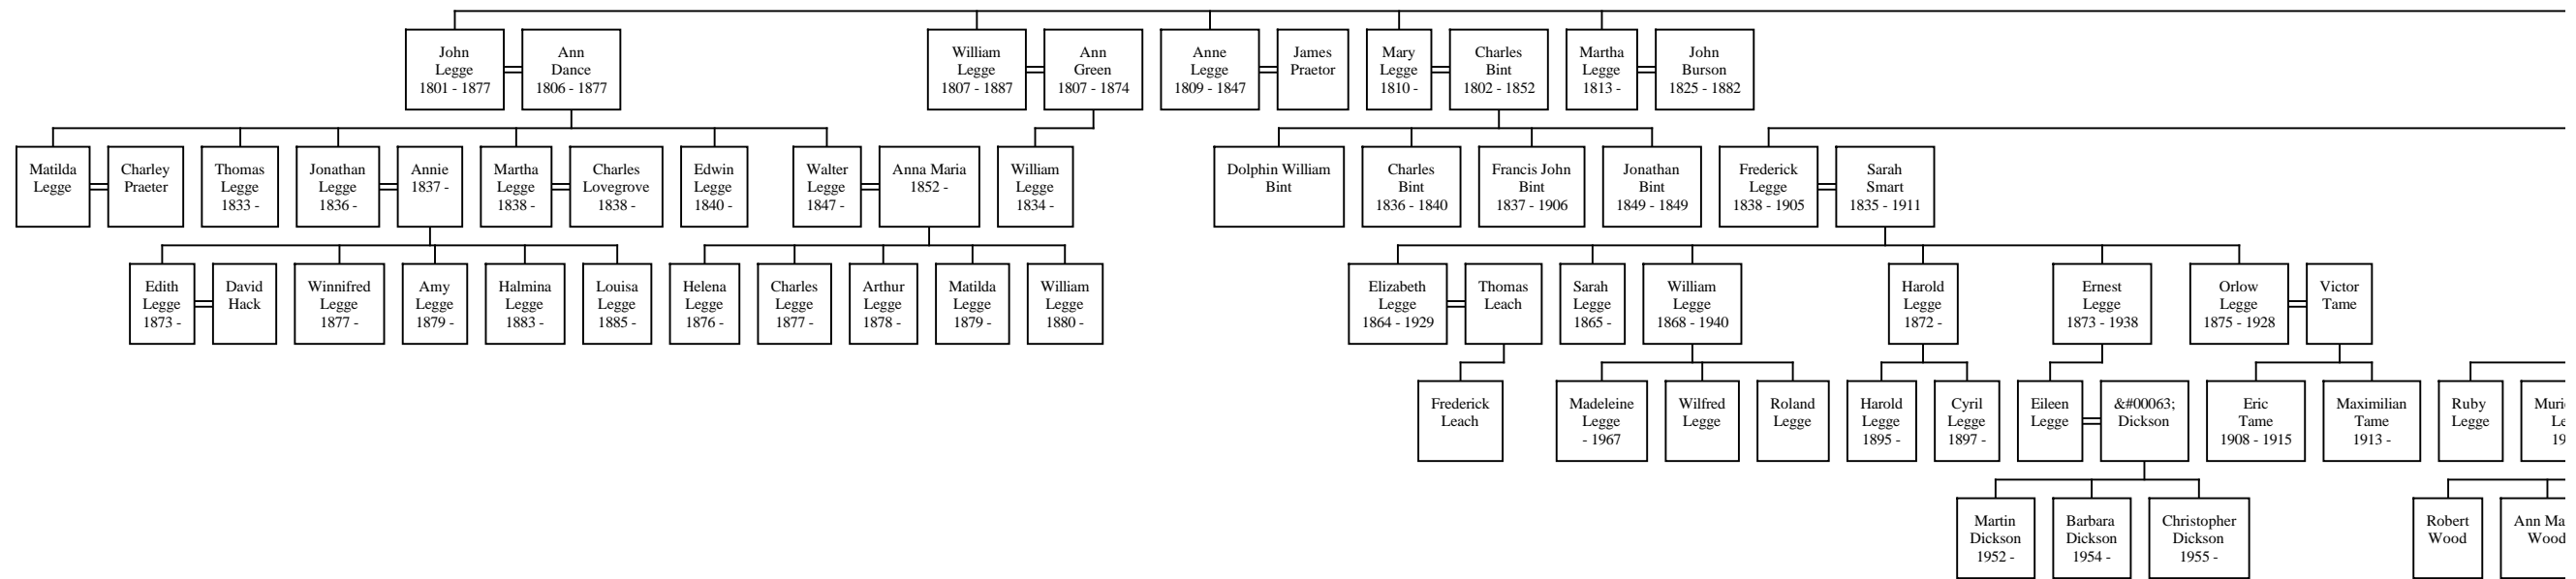 John
Legge
1801 - 1877
Ann
Dance
1806 - 1877
William
Legge
1807 - 1887
Ann
Green
1807 - 1874
Anne
Legge
1809 - 1847
James
Praetor
Mary
Legge
1810 -
Charles
Bint
1802 - 1852
Martha
Legge
1813 -
John
Burson
1825 - 1882
Matilda
Legge
Charley
Praeter
Thomas
Legge
1833 -
Jonathan
Legge
1836 -
Annie
1837 -
Martha
Legge
1838 -
Charles
Lovegrove
1838 -
Edwin
Legge
1840 -
Walter
Legge
1847 -
Anna Maria
1852 -
William
Legge
1834 -
Dolphin William
Bint
Charles
Bint
1836 - 1840
Francis John
Bint
1837 - 1906
Jonathan
Bint
1849 - 1849
Frederick
Legge
1838 - 1905
Sarah
Smart
1835 - 1911
Edith
Legge
1873 -
David
Hack
Winnifred
Legge
1877 -
Amy
Legge
1879 -
Halmina
Legge
1883 -
Louisa
Legge
1885 -
Helena
Legge
1876 -
Charles
Legge
1877 -
Arthur
Legge
1878 -
Matilda
Legge
1879 -
William
Legge
1880 -
Elizabeth
Legge
1864 - 1929
Thomas
Leach
Sarah
Legge
1865 -
William
Legge
1868 - 1940
Harold
Legge
1872 -
Ernest
Legge
1873 - 1938
Orlow
Legge
1875 - 1928
Victor
Tame
Frederick
Leach
Madeleine
Legge
- 1967
Wilfred
Legge
Roland
Legge
Harold
Legge
1895 -
Cyril
Legge
1897 -
Eileen
Legge
&#00063;
Dickson
Eric
Tame
1908 - 1915
Maximilian
Tame
1913 -
Ruby
Legge
Martin
Dickson
1952 -
Barbara
Dickson
1954 -
Christopher
Dickson
1955 -
Robert
Wood
Ann Ma
Wood